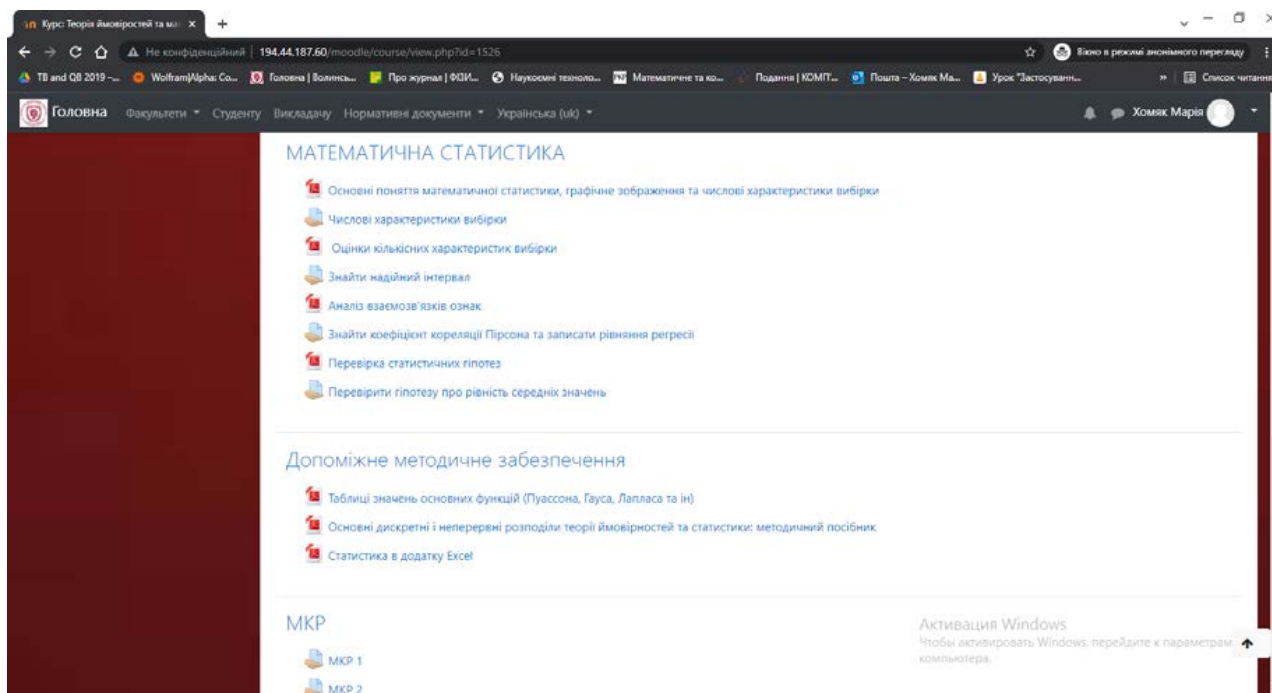 Курс: Теорія ймовірностей та ма
Не конфіденційний 194.44.187.60/moodle/course/view.php?id=1526 Вікно в режимі анонімного перегляду
ТВ and QB 2019 –... Wolfram|Alpha: Co... Головна | Волинсь... Про журнал | ФІЗИ... Наукоємні техноло... Математичне та ко... Подання | КОМІТ... Пошта – Хомяк Ма... Урок "Застосуванн... » Список читання
Головна Факультети Студенту Викладачу Нормативні документи Українська (uk) Хомяк Марія
МАТЕМАТИЧНА СТАТИСТИКА
Основні поняття математичної статистики, графічне зображення та числові характеристики вибірки
Числові характеристики вибірки
Оцінки кількісних характеристик вибірки
Знайти надійний інтервал
Аналіз взаємозв'язків ознак
Знайти коефіцієнт кореляції Пірсона та записати рівняння регресії
Перевірка статистичних гіпотез
Перевірити гіпотезу про рівність середніх значень
Допоміжне методичне забезпечення
Таблиці значень основних функцій (Пуассона, Гауса, Лапласа та ін)
Основні дискретні і неперервні розподіли теорії ймовірностей та статистики: методичний посібник
Статистика в додатку Excel
МКР
МКР 1
МКР 2
Активация Windows
Чтобы активировать Windows, перейдите к параметрам
компьютера.